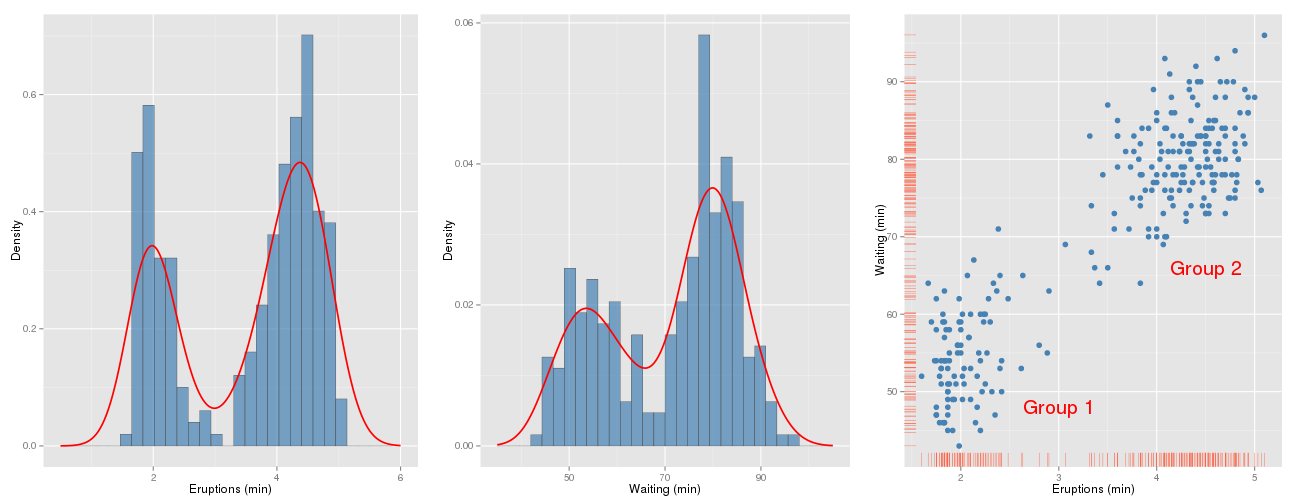 Density
0.6
0.4
0.2
0.0
2 4 6
Eruptions (min)
Density
0.06
0.04
0.02
0.00
50 70 90
Waiting (min)
Waiting (min)
90
80
70
60
50
Group 2
Group 1
2 3 4 5
Eruptions (min)